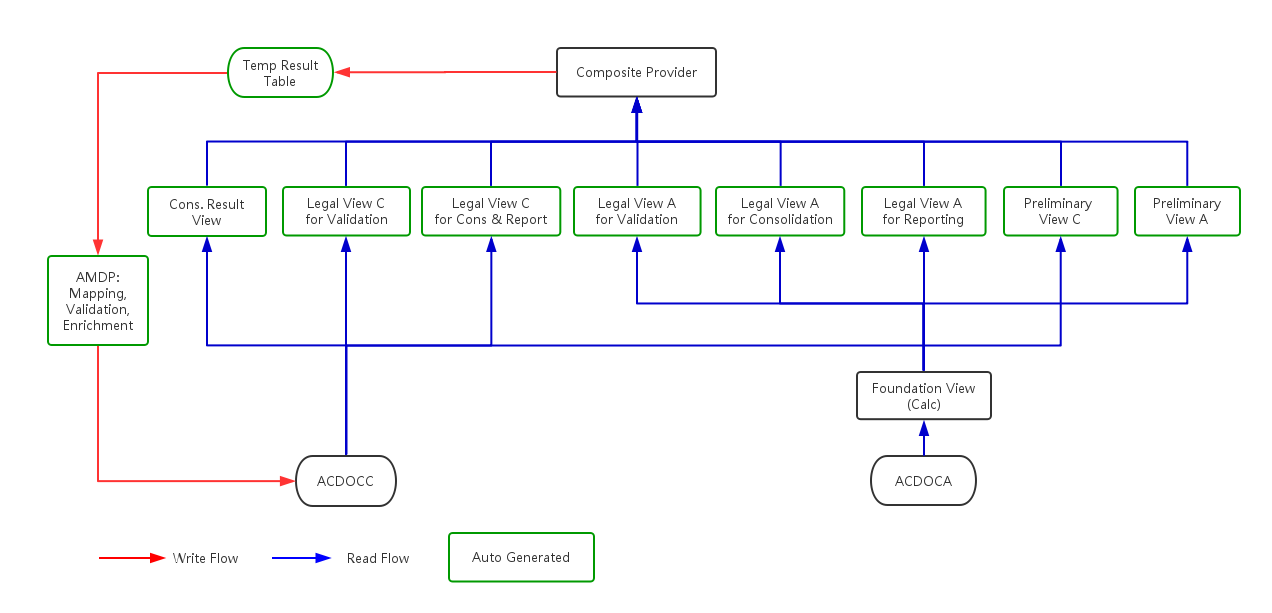 Temp Result
Table
Composite Provider
Cons. Result
View
Legal View C
for Validation
Legal View C
for Cons & Report
Legal View A
for Validation
Legal View A
for Consolidation
Legal View A
for Reporting
Preliminary
View C
Preliminary
View A
AMDP:
Mapping,
Validation,
Enrichment
Foundation View
(Calc)
ACDOCC
ACDOCA
Write Flow
Read Flow
Auto Generated